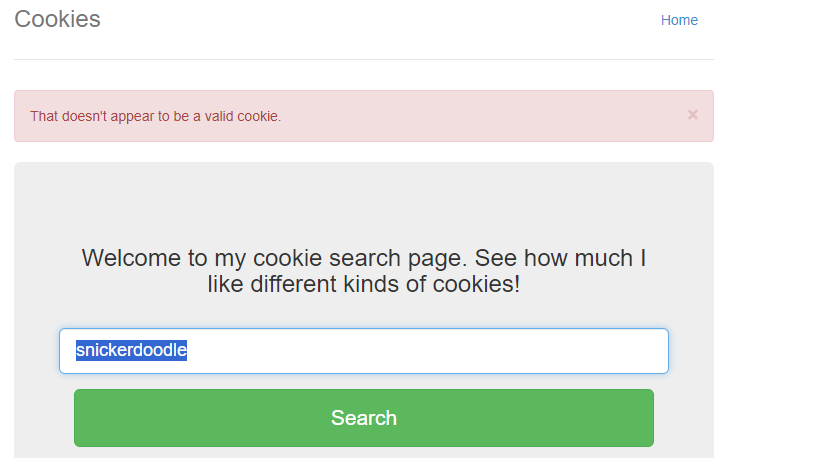 Cookies
Home
That doesn't appear to be a valid cookie.
×
Welcome to my cookie search page. See how much I
like different kinds of cookies!
snickerdoodle
Search